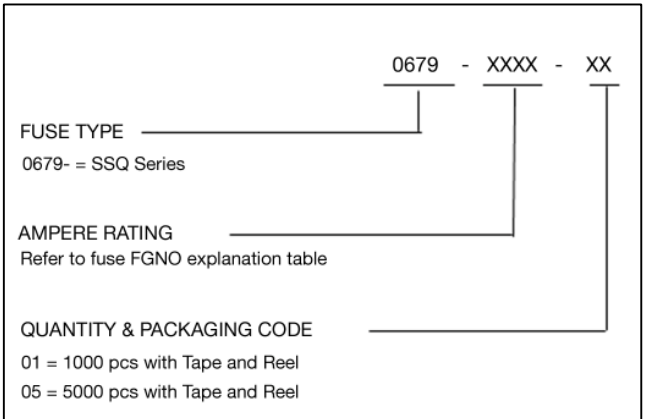 0679 - XXXX - XX
FUSE TYPE
0679- = SSQ Series
AMPERE RATING
Refer to fuse FGNO explanation table
QUANTITY & PACKAGING CODE
01 = 1000 pcs with Tape and Reel
05 = 5000 pcs with Tape and Reel